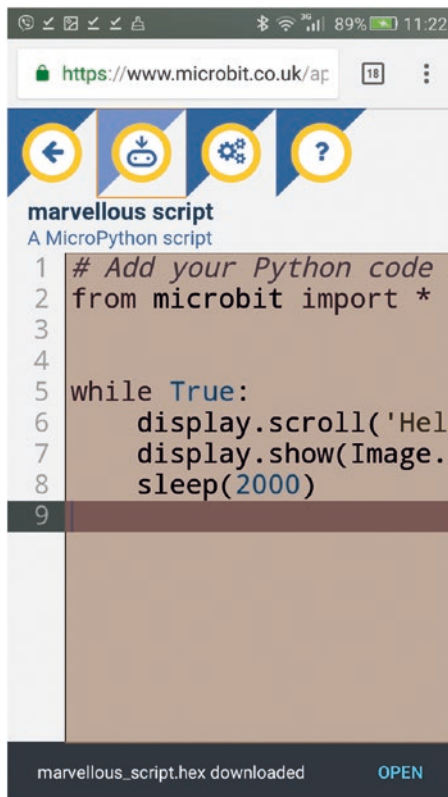 3G 89% 11:22
https://www.microbit.co.uk/ap 18
?
marvellous script
A MicroPython script
1 # Add your Python code
2 from microbit import *
3
4
5 while True:
6 display.scroll('Hel
7 display.show(Image.
8 sleep(2000)
9
marvellous_script.hex downloaded OPEN